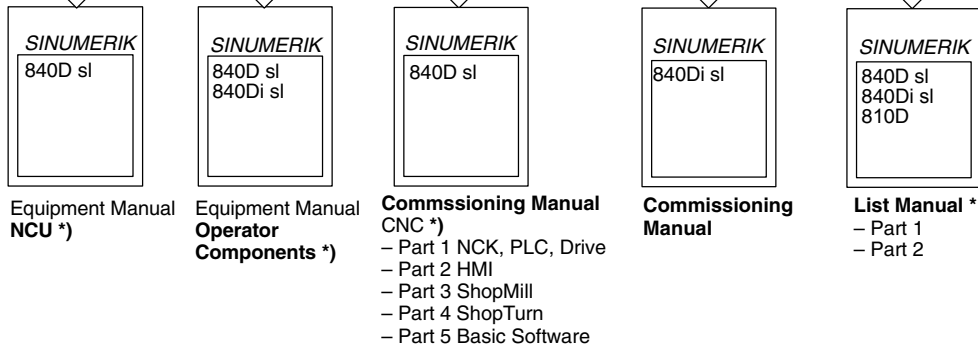 SINUMERIK
840D sl
Equipment Manual
NCU *)
SINUMERIK
840D sl
840Di sl
Equipment Manual
Operator
Components *)
SINUMERIK
840D sl
Commssioning Manual
CNC *)
– Part 1 NCK, PLC, Drive
– Part 2 HMI
– Part 3 ShopMill
– Part 4 ShopTurn
– Part 5 Basic Software
SINUMERIK
840Di sl
Commissioning
Manual
SINUMERIK
840D sl
840Di sl
810D
List Manual *
– Part 1
– Part 2